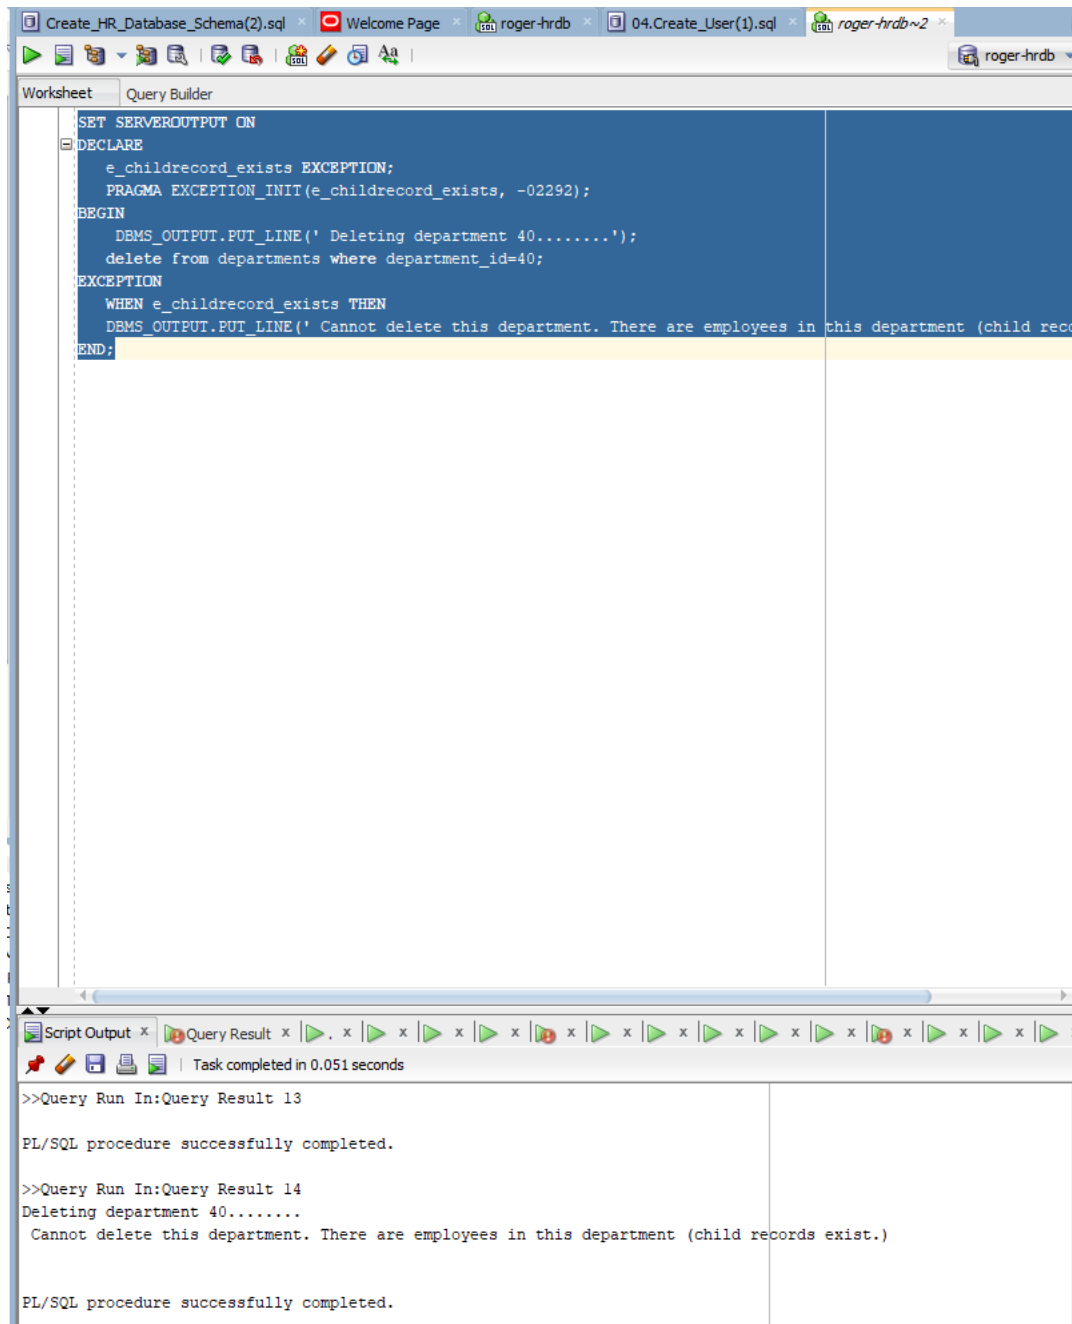 Create_HR_Database_Schema(2).sql Welcome Page roger-hrdb 04.Create_User(1).sql roger-hrdb~2
roger-hrdb
Worksheet Query Builder
SET SERVEROUTPUT ON
DECLARE
e_childrecord_exists EXCEPTION;
PRAGMA EXCEPTION_INIT(e_childrecord_exists, -02292);
BEGIN
DBMS_OUTPUT.PUT_LINE(' Deleting department 40........');
delete from departments where department_id=40;
EXCEPTION
WHEN e_childrecord_exists THEN
DBMS_OUTPUT.PUT_LINE(' Cannot delete this department. There are employees in this department (child reco
END;
Script Output x Query Result x . x x x x x x x x x x x x
Task completed in 0.051 seconds
>>Query Run In:Query Result 13
PL/SQL procedure successfully completed.
>>Query Run In:Query Result 14
Deleting department 40........
Cannot delete this department. There are employees in this department (child records exist.)
PL/SQL procedure successfully completed.